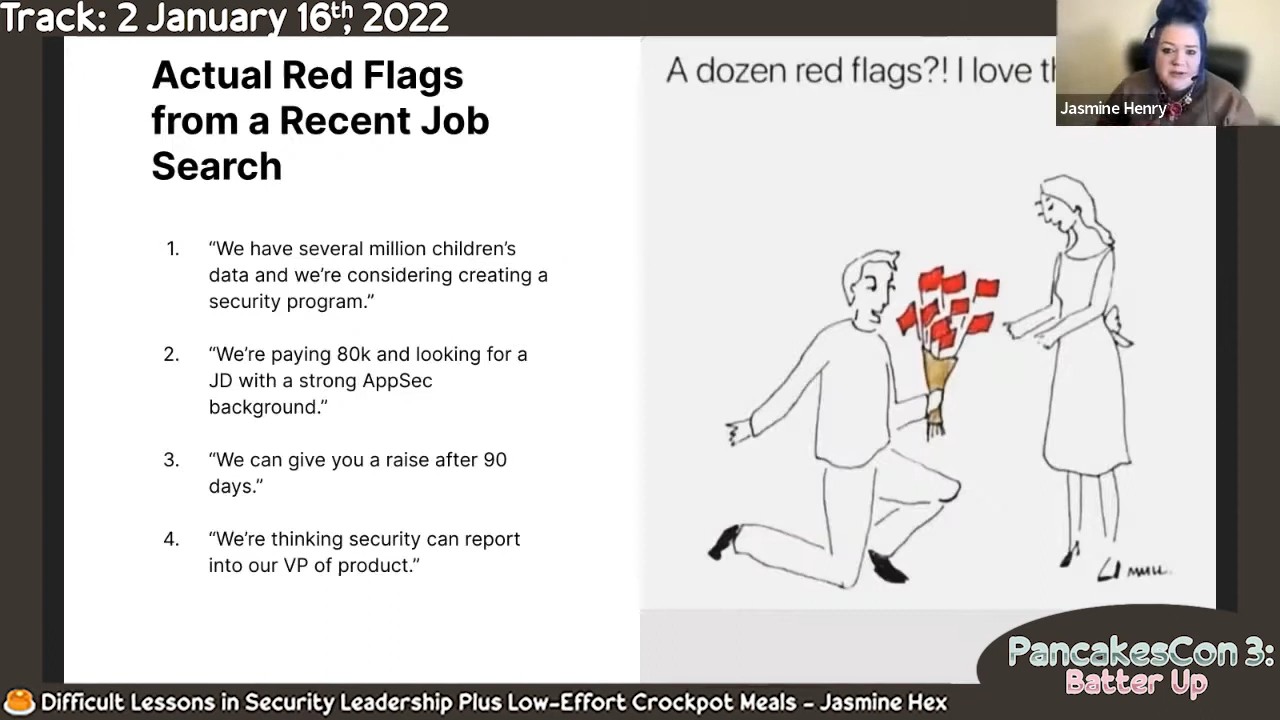 Track: 2 January 16th, 2022
Actual Red Flags
from a Recent Job
Search
1. “We have several million children’s
data and we’re considering creating a
security program.”
2. “We’re paying 80k and looking for a
JD with a strong AppSec
background.”
3. “We can give you a raise after 90
days.”
4. “We’re thinking security can report
into our VP of product.”
A dozen red flags?! I love
Jasmine Henry
PancakesCon 3:
Batter Up
Difficult Lessons in Security Leadership Plus Low-Effort Crockpot Meals - Jasmine Hex